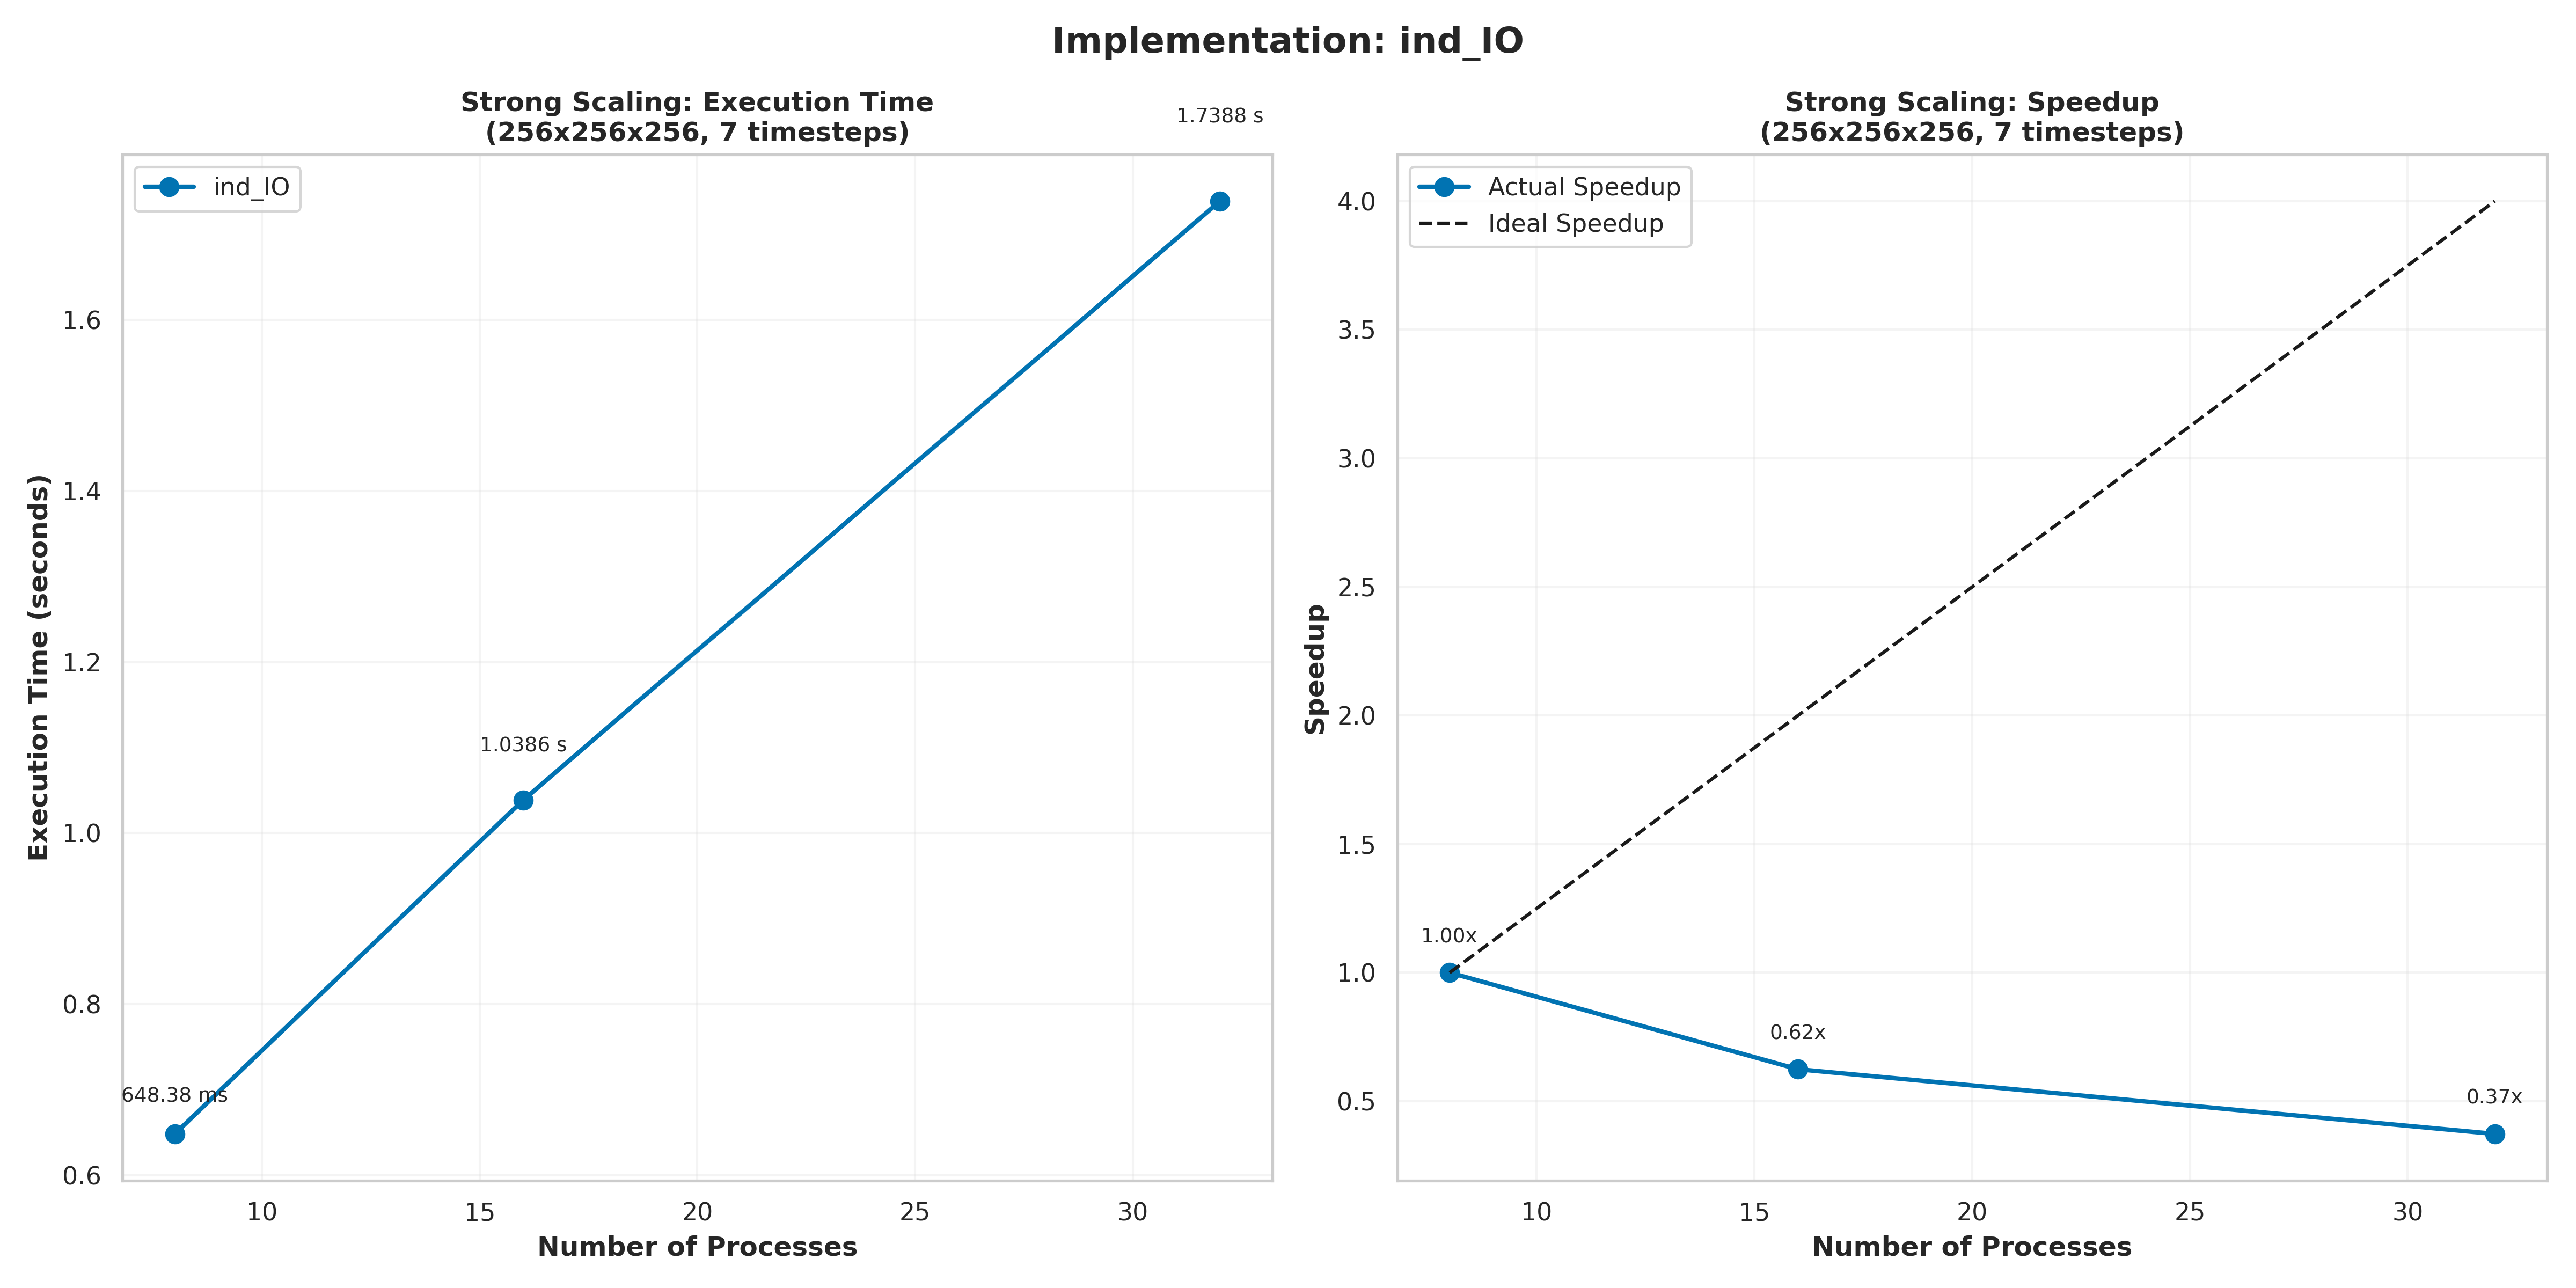 Implementation: ind_IO
Strong Scaling: Execution Time
(256x256x256, 7 timesteps)
1.7388 s
ind_IO
1.6
1.4
1.2
1.0386 s
1.0
0.8
648.38 ms
0.6
Execution Time (seconds)
10 15 20 25 30
Number of Processes
Strong Scaling: Speedup
(256x256x256, 7 timesteps)
Actual Speedup
Ideal Speedup
4.0
3.5
3.0
2.5
2.0
1.5
1.00x
1.0
0.62x
0.5
0.37x
Speedup
10 15 20 25 30
Number of Processes